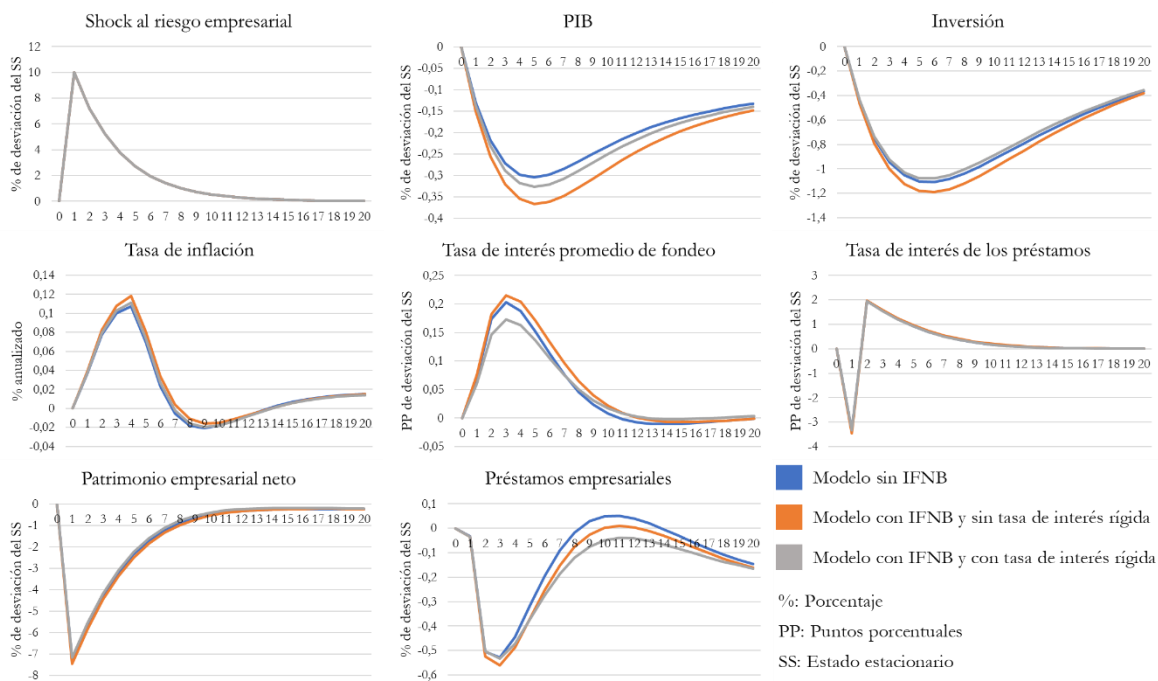 Shock al riesgo empresarial
PIB
Inversión
% de desviación del SS
12
10
8
6
4
2
0
0 1 2 3 4 5 6 7 8 9 10 11 12 13 14 15 16 17 18 19 20
% de desviación del SS
0
-0,05
-0,1
-0,15
-0,2
-0,25
-0,3
-0,35
-0,4
0 1 2 3 4 5 6 7 8 9 10 11 12 13 14 15 16 17 18 19 20
% de desviación del SS
0
-0,2
-0,4
-0,6
-0,8
-1
-1,2
-1,4
0 1 2 3 4 5 6 7 8 9 10 11 12 13 14 15 16 17 18 19 20
Tasa de inflación
Tasa de interés promedio de fondeo
Tasa de interés de los préstamos
% anualizado
0,14
0,12
0,10
0,08
0,06
0,04
0,02
0
-0,02
-0,04
0 1 2 3 4 5 6 7 8 9 10 11 12 13 14 15 16 17 18 19 20
PP de desviación del SS
0,25
0,2
0,15
0,1
0,05
0
-0,05
0 1 2 3 4 5 6 7 8 9 10 11 12 13 14 15 16 17 18 19 20
PP de desviación del SS
3
2
1
0
-1
-2
-3
-4
0 1 2 3 4 5 6 7 8 9 10 11 12 13 14 15 16 17 18 19 20
Patrimonio empresarial neto
Préstamos empresariales
% de desviación del SS
0
-1
-2
-3
-4
-5
-6
-7
-8
0 1 2 3 4 5 6 7 8 9 10 11 12 13 14 15 16 17 18 19 20
% de desviación del SS
0,1
0
-0,1
-0,2
-0,3
-0,4
-0,5
-0,6
0 1 2 3 4 5 6 7 8 9 10 11 12 13 14 15 16 17 18 19 20
Modelo sin IFNB
Modelo con IFNB y sin tasa de interés rígida
Modelo con IFNB y con tasa de interés rígida
%: Porcentaje
PP: Puntos porcentuales
SS: Estado estacionario